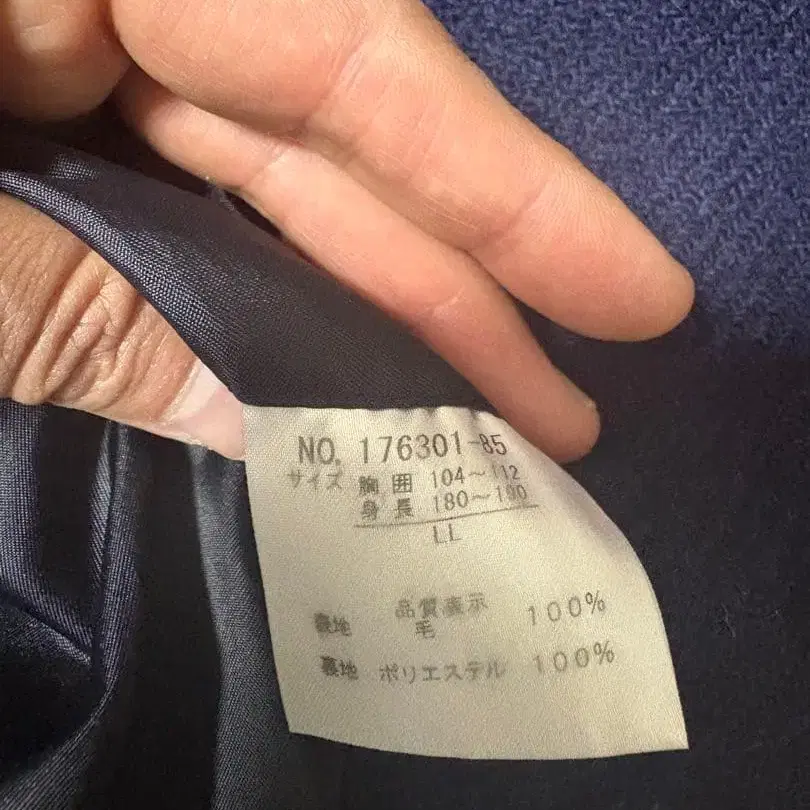 NO. 176301-85
サイズ 胸囲 104～112
身長 180～190
LL
品質表示
表地 毛 100%
裏地 ポリエステル 100%